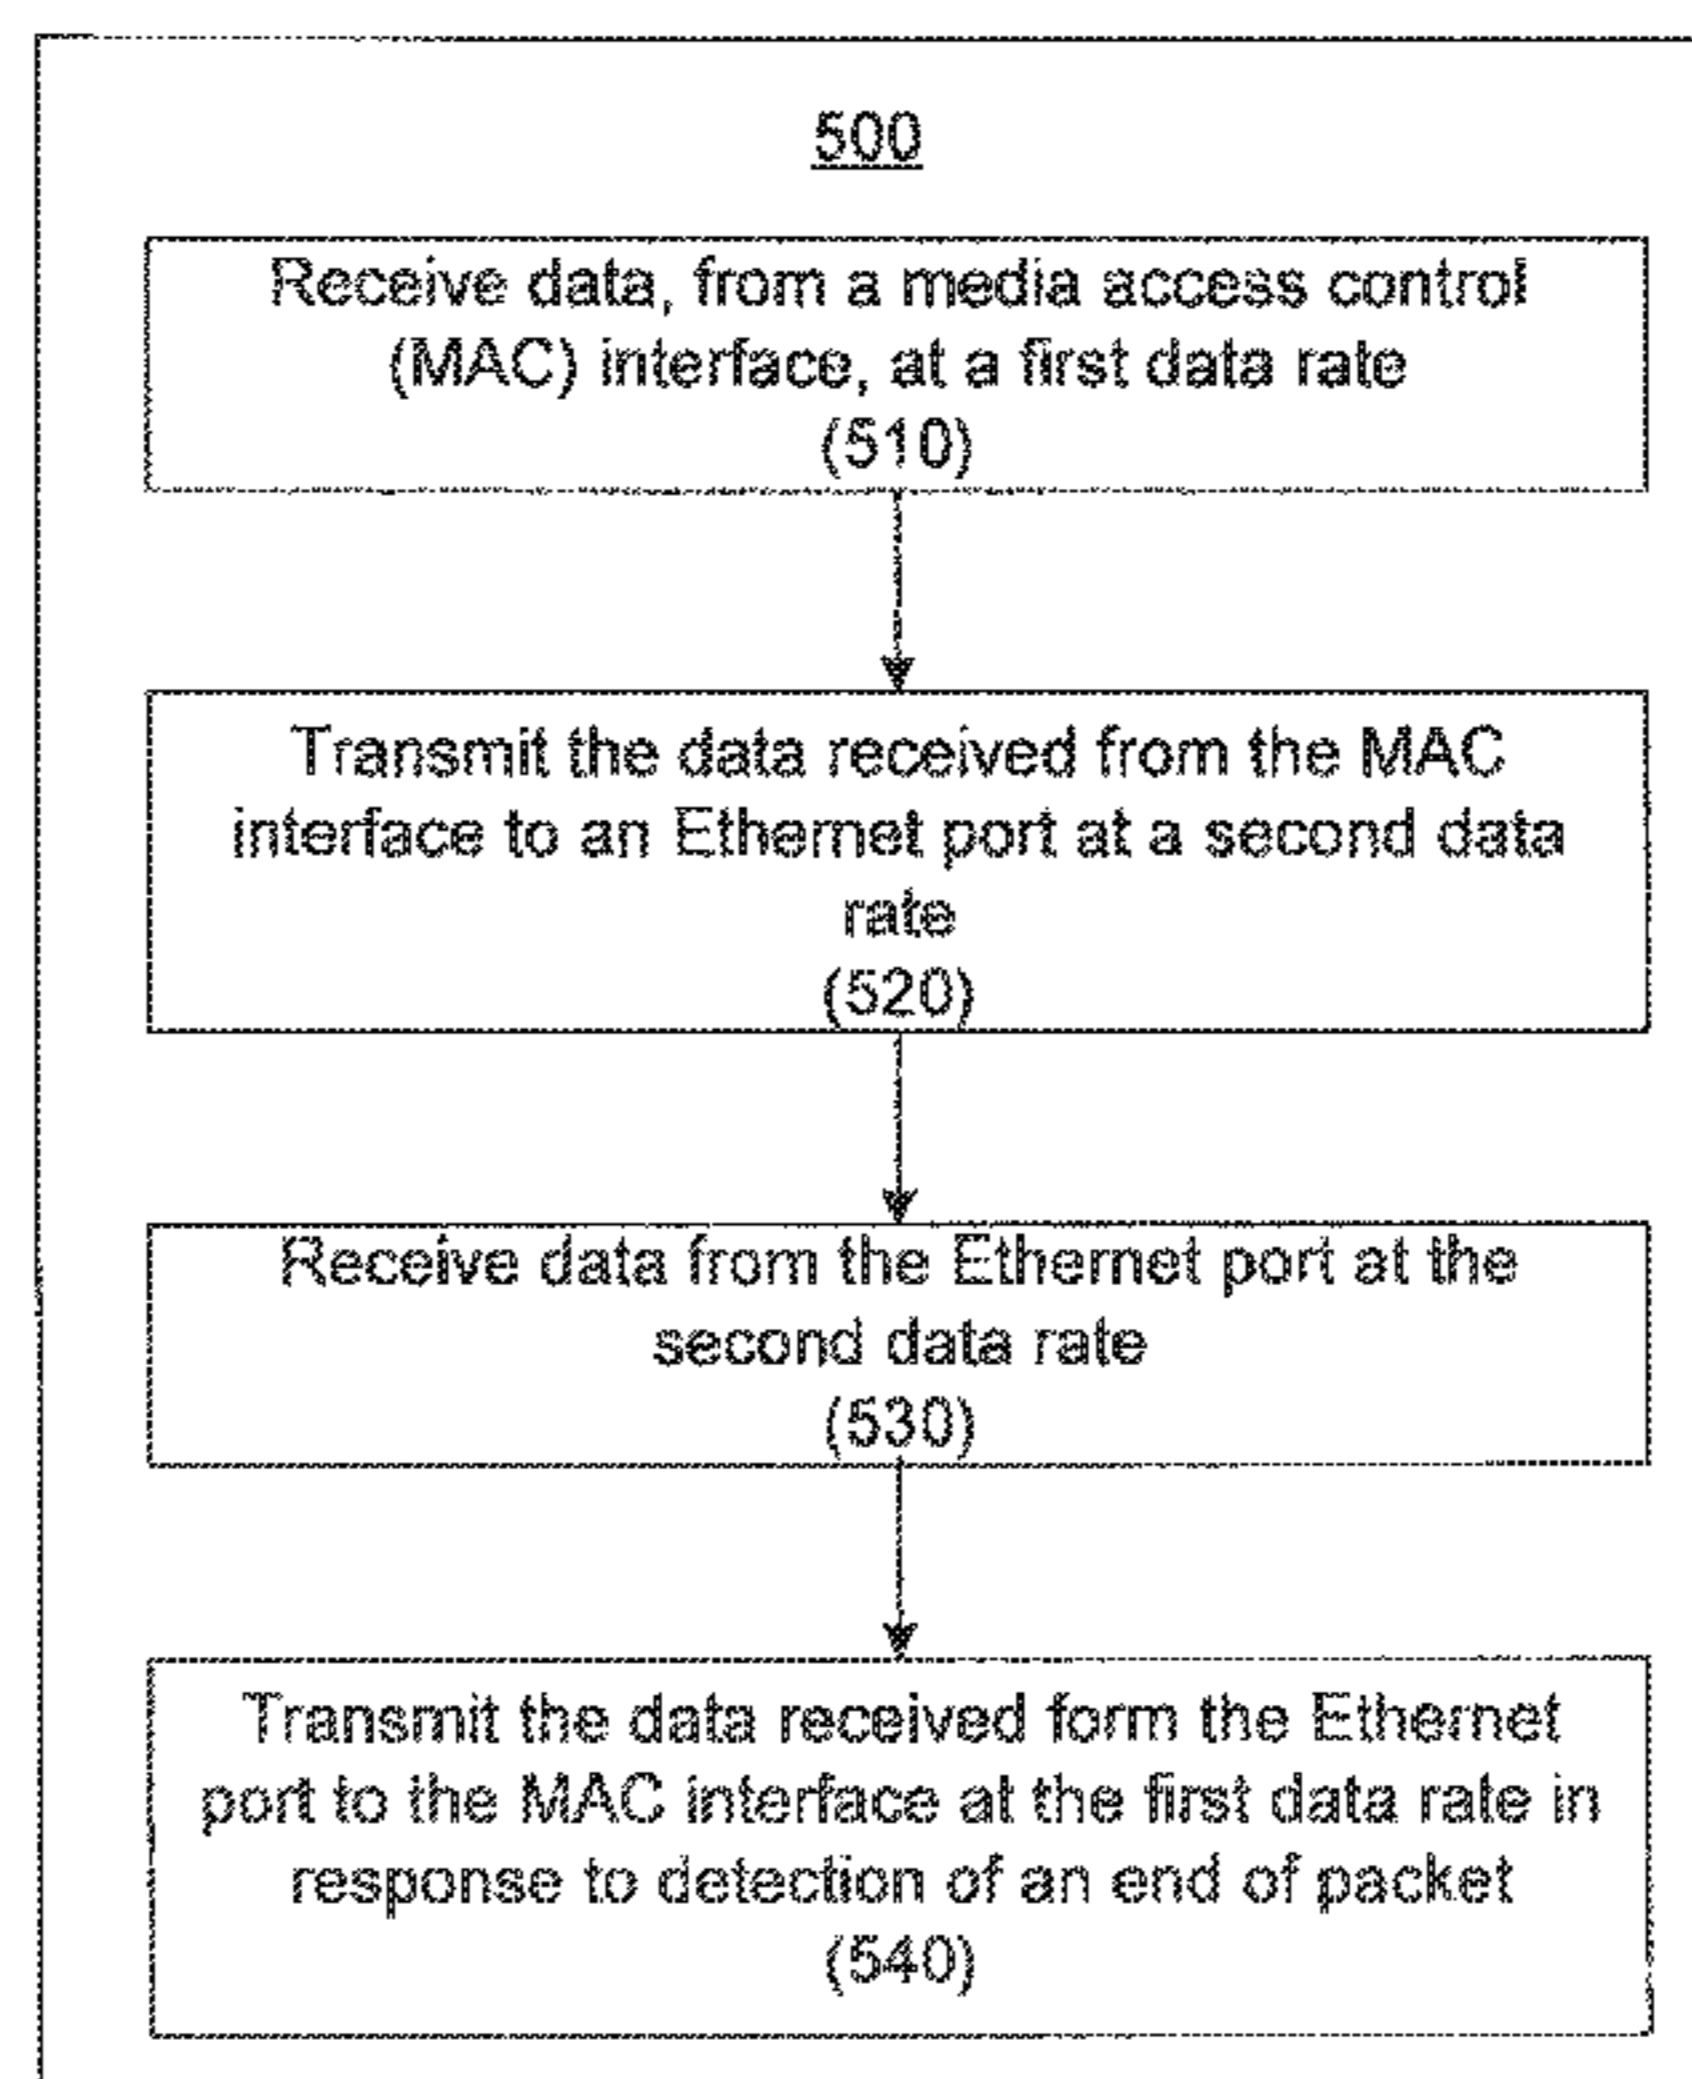 500
Receive data, from a media access control
(MAC) interface, at a first data rate
(510)
Transmit the data received from the MAC
interface to an Ethernet port at a second data
rate
(520)
Receive data from the Ethernet port at the
second data rate
(530)
Transmit the data received form the Ethernet
port to the MAC interface at the first data rate in
response to detection of an end of packet
(540)